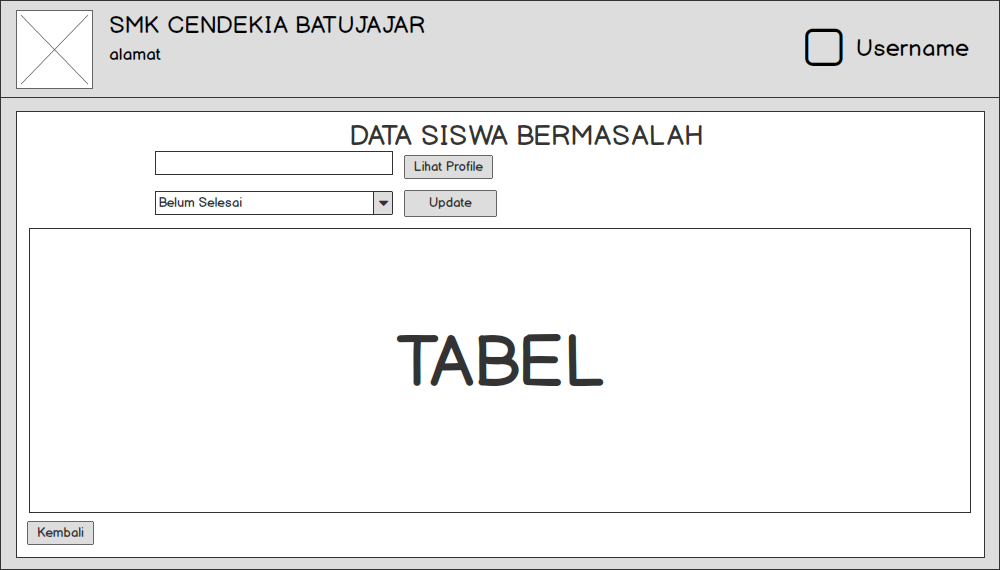 SMK CENDEKIA BATUJAJAR
alamat
Username
DATA SISWA BERMASALAH
Lihat Profile
Belum Selesai
Update
TABEL
Kembali